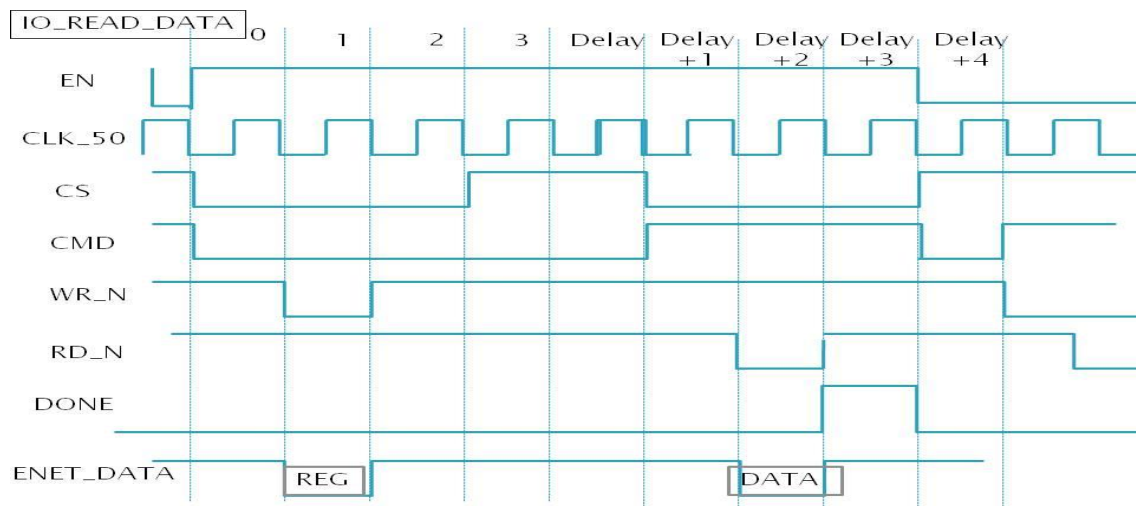 IO_READ_DATA
0 1 2 3 Delay Delay +1 Delay +2 Delay +3 Delay +4
EN
CLK_50
CS
CMD
WR_N
RD_N
DONE
ENET_DATA REG DATA